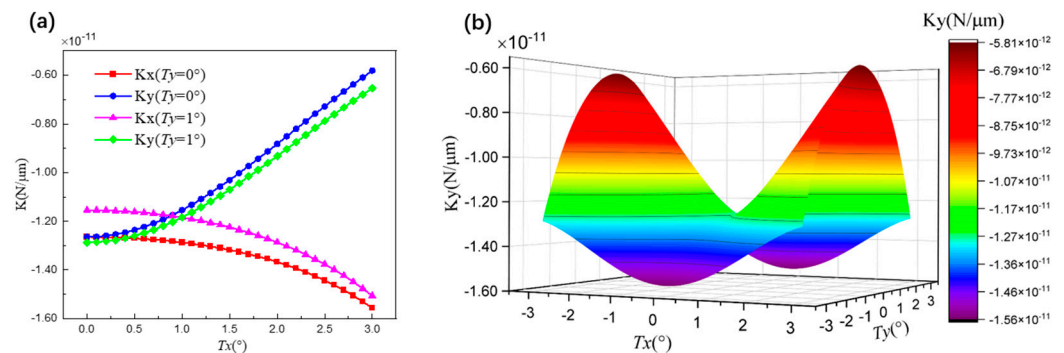 (a)
×10⁻¹¹
-0.60
-0.80
-1.00
-1.20
-1.40
-1.60
K(N/μm)
Kx(Ty=0°)
Ky(Ty=0°)
Kx(Ty=1°)
Ky(Ty=1°)
0.0 0.5 1.0 1.5 2.0 2.5 3.0
Tx(°)
(b)
×10⁻¹¹
-0.60
-0.80
-1.00
-1.20
-1.40
-1.60
Ky(N/μm)
-3 -2 -1 0 1 2 3
Tx(°)
-3 -2 -1 0 1 2 3
Ty(°)
Ky(N/μm)
-5.81×10⁻¹²
-6.79×10⁻¹²
-7.77×10⁻¹²
-8.75×10⁻¹²
-9.72×10⁻¹²
-1.07×10⁻¹¹
-1.17×10⁻¹¹
-1.27×10⁻¹¹
-1.36×10⁻¹¹
-1.46×10⁻¹¹
-1.56×10⁻¹¹